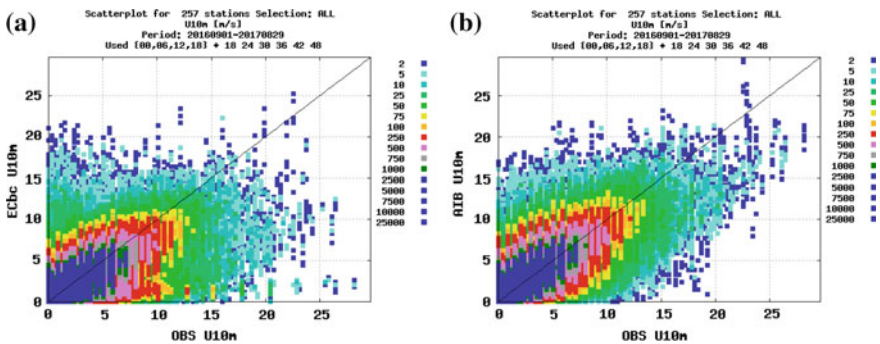 (a)
Scatterplot for 257 stations Selection: ALL
U10m [m/s]
Period: 20160901-20170829
Used [00,06,12,18] + 18 24 30 36 42 48
ECbc U10m
25
20
15
10
5
0
0 5 10 15 20 25
OBS U10m
2
5
10
25
50
75
100
250
500
750
1000
2500
5000
7500
10000
25000
(b)
Scatterplot for 257 stations Selection: ALL
U10m [m/s]
Period: 20160901-20170829
Used [00,06,12,18] + 18 24 30 36 42 48
AIB U10m
25
20
15
10
5
0
0 5 10 15 20 25
OBS U10m
2
5
10
25
50
75
100
250
500
750
1000
2500
5000
7500
10000
25000